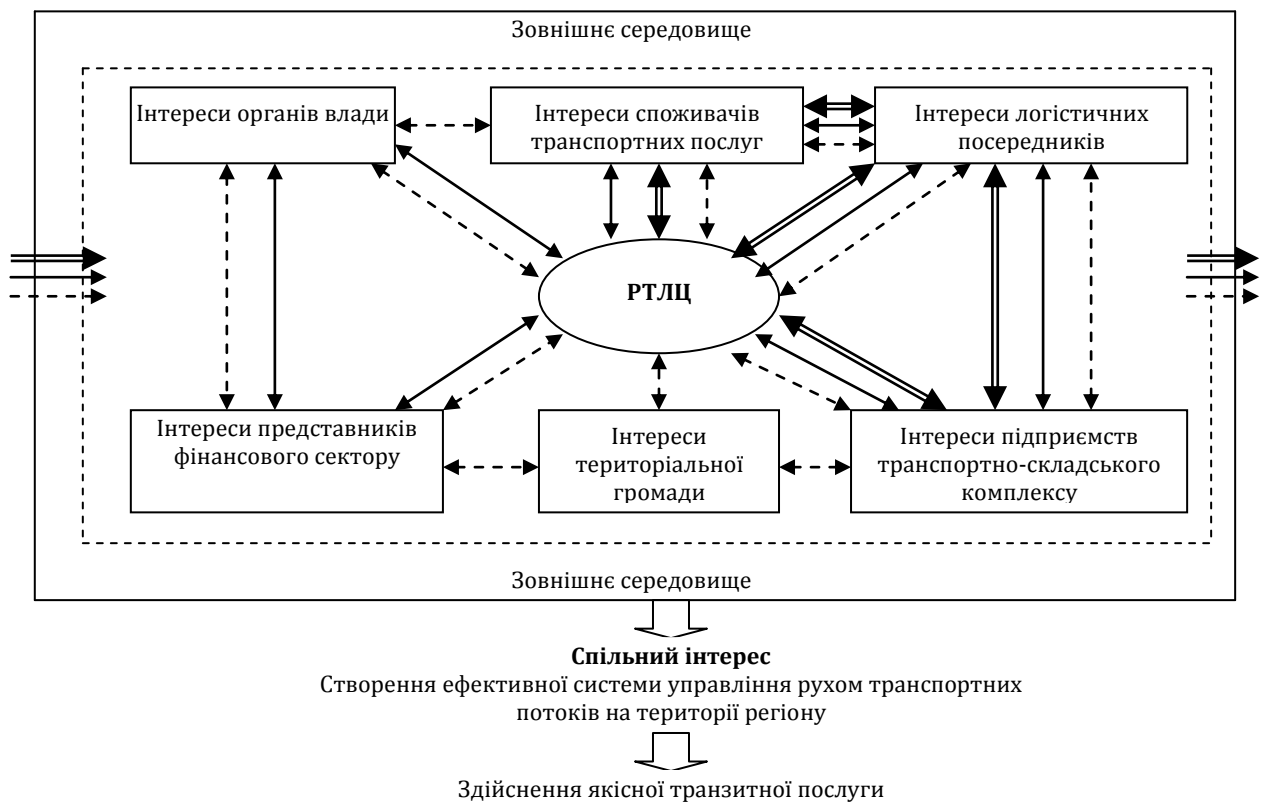 Зовнішнє середовище
Інтереси органів влади
Інтереси споживачів
транспортних послуг
Інтереси логістичних
посередників
РТЛЦ
Інтереси представників
фінансового сектору
Інтереси
територіальної
громади
Інтереси підприємств
транспортно-складського
комплексу
Зовнішнє середовище
Спільний інтерес
Створення ефективної системи управління рухом транспортних
потоків на території регіону
Здійснення якісної транзитної послуги